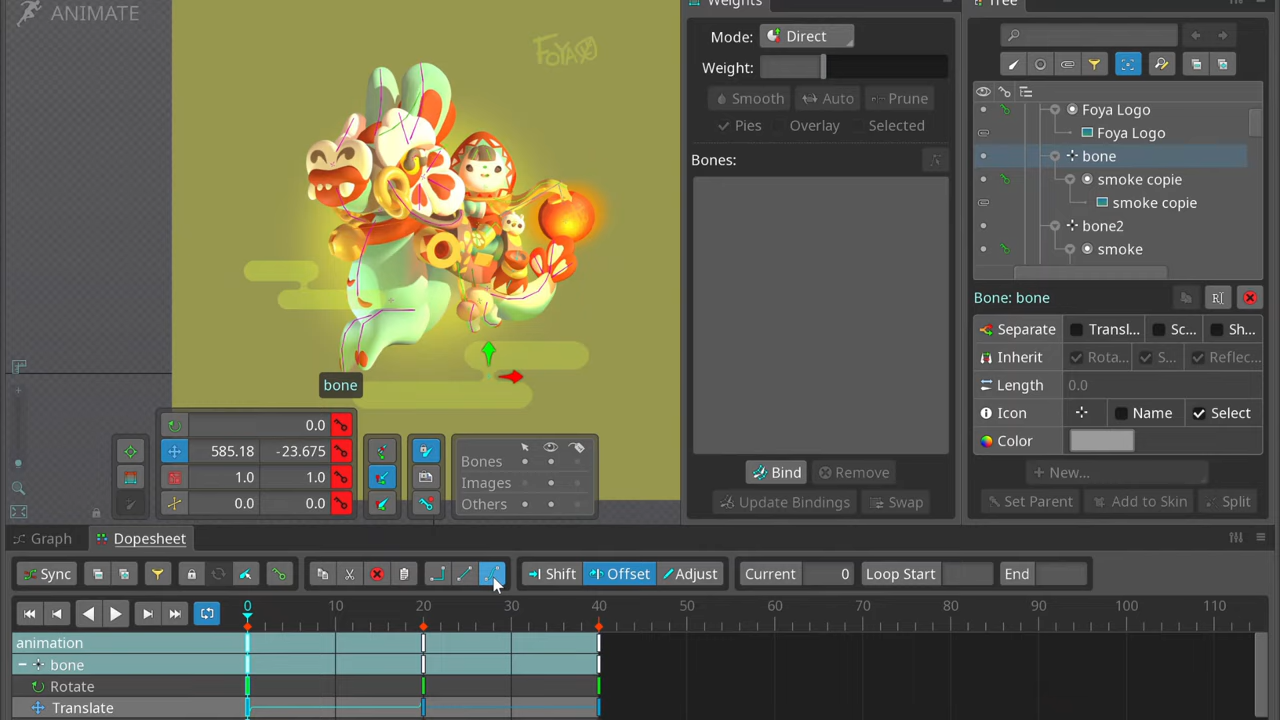 ANIMATE
FOYA
Weights
Tree
Mode: Direct
Weight:
Smooth Auto Prune
Pies Overlay Selected
Bones:
Bind Remove
Update Bindings Swap
Foya Logo
Foya Logo
bone
smoke copie
smoke copie
bone2
smoke
Bone: bone
Separate Transl... Sc... Sh...
Inherit Rota... S... Reflec...
Length 0.0
Icon Name Select
Color
New...
Set Parent Add to Skin Split
bone
0.0
585.18 -23.675
1.0 1.0
0.0 0.0
Bones
Images
Others
Graph Dopesheet
Sync Shift Offset Adjust Current 0 Loop Start End
0 10 20 30 40 50 60 70 80 90 100 110
animation
bone
Rotate
Translate